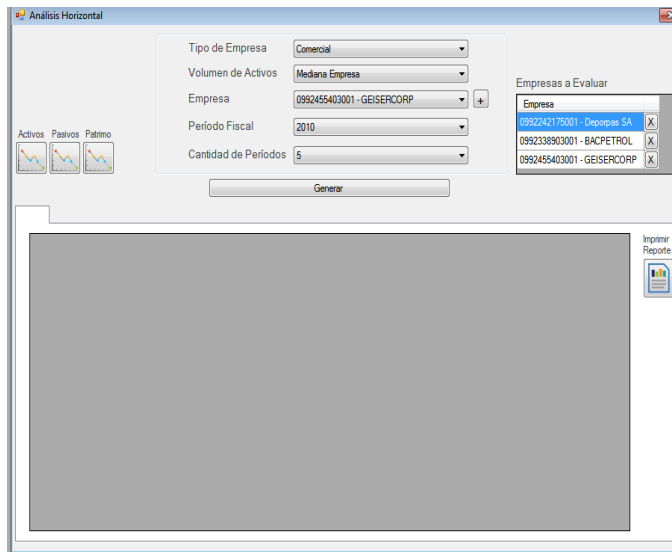 Análisis Horizontal
Tipo de Empresa
Comercial
Volumen de Activos
Mediana Empresa
Empresa
0992455403001 - GEISERCORP
+
Período Fiscal
2010
Cantidad de Períodos
5
Generar
Activos
Pasivos
Patrimo
Empresas a Evaluar
Empresa
0992242175001 - Deporpas SA
X
0992338903001 - BACPETROL
X
0992455403001 - GEISERCORP
X
Imprimir
Reporte